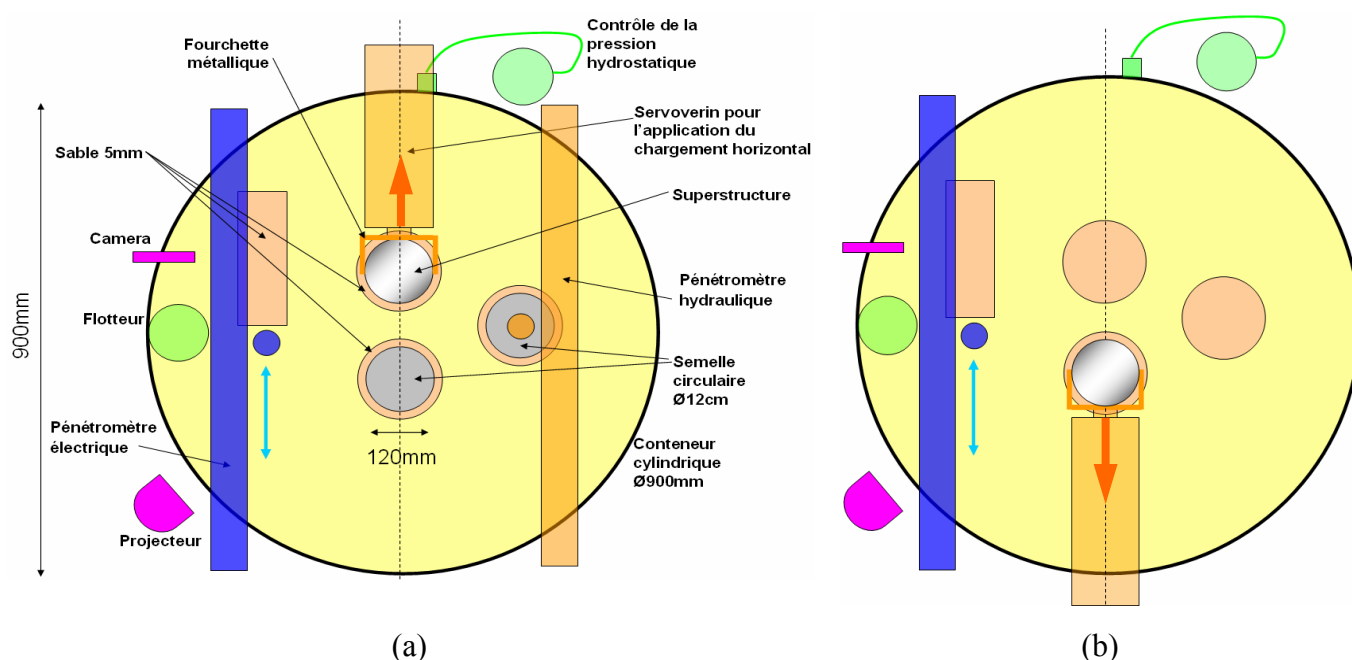 Fourchette
métallique
Contrôle de la
pression
hydrostatique
Servoverin pour
l'application du
chargement horizontal
Sable 5mm
Superstructure
Camera
Pénétromètre
hydraulique
Flotteur
900mm
Semelle
circulaire
Ø12cm
Pénétromètre
électrique
120mm
Conteneur
cylindrique
Ø900mm
Projecteur
(a)
(b)